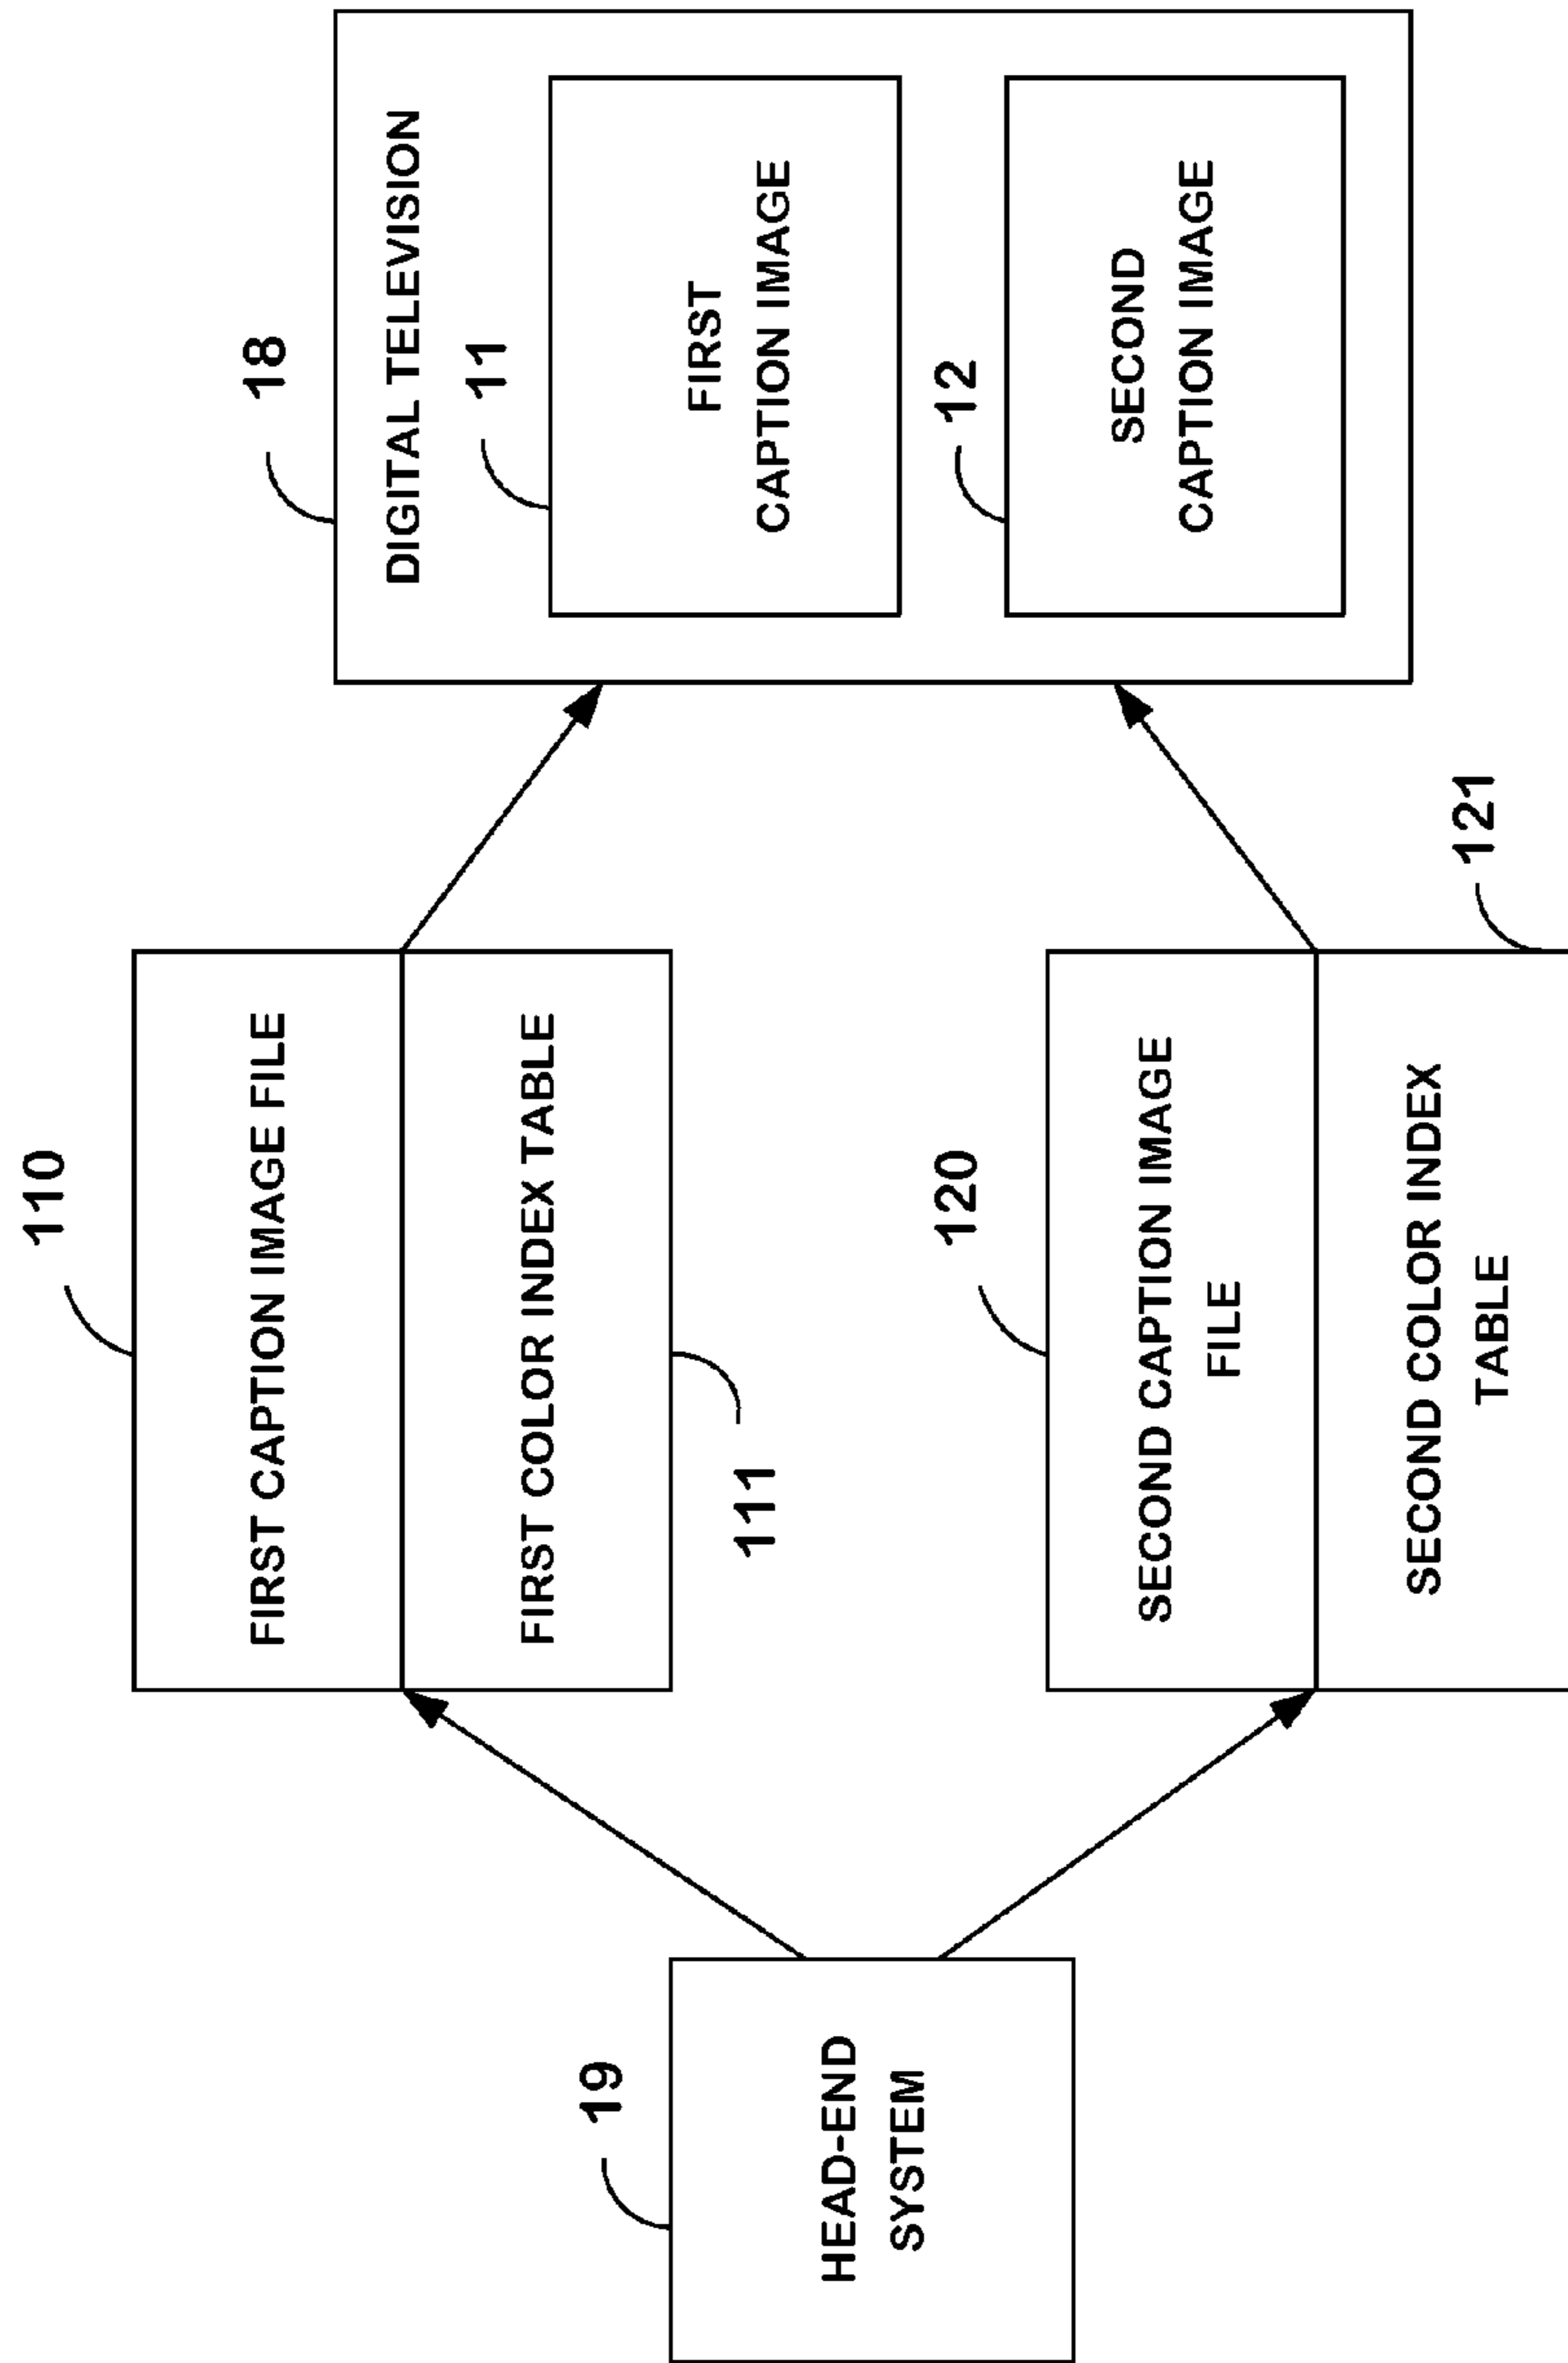 110
FIRST CAPTION IMAGE FILE
FIRST COLOR INDEX TABLE
111
18
DIGITAL TELEVISION
11
FIRST
CAPTION IMAGE
19
HEAD-END
SYSTEM
120
SECOND CAPTION IMAGE
FILE
SECOND COLOR INDEX
TABLE
121
12
SECOND
CAPTION IMAGE